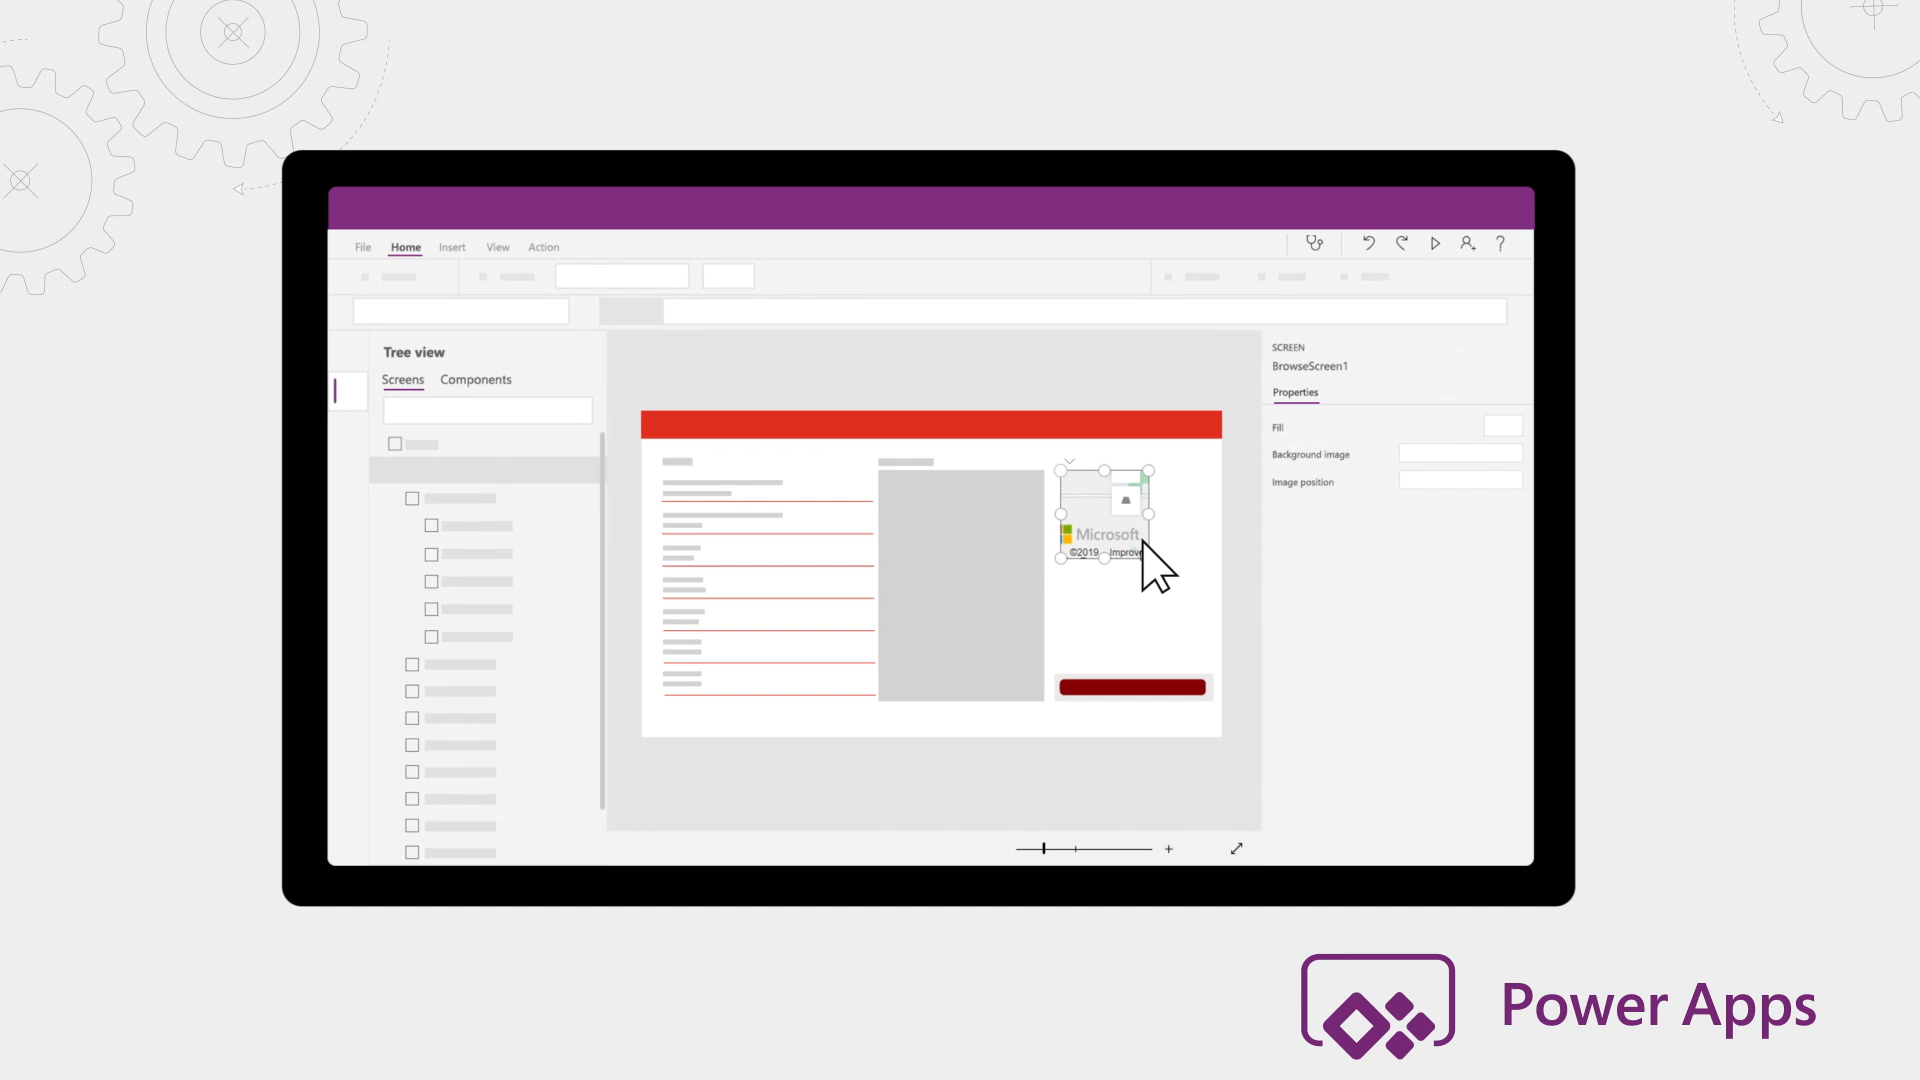 File Home Insert View Action
Tree view
Screens Components
SCREEN
BrowseScreen1
Properties
Fill
Background image
Image position
Microsoft
©2019 Improve
Power Apps